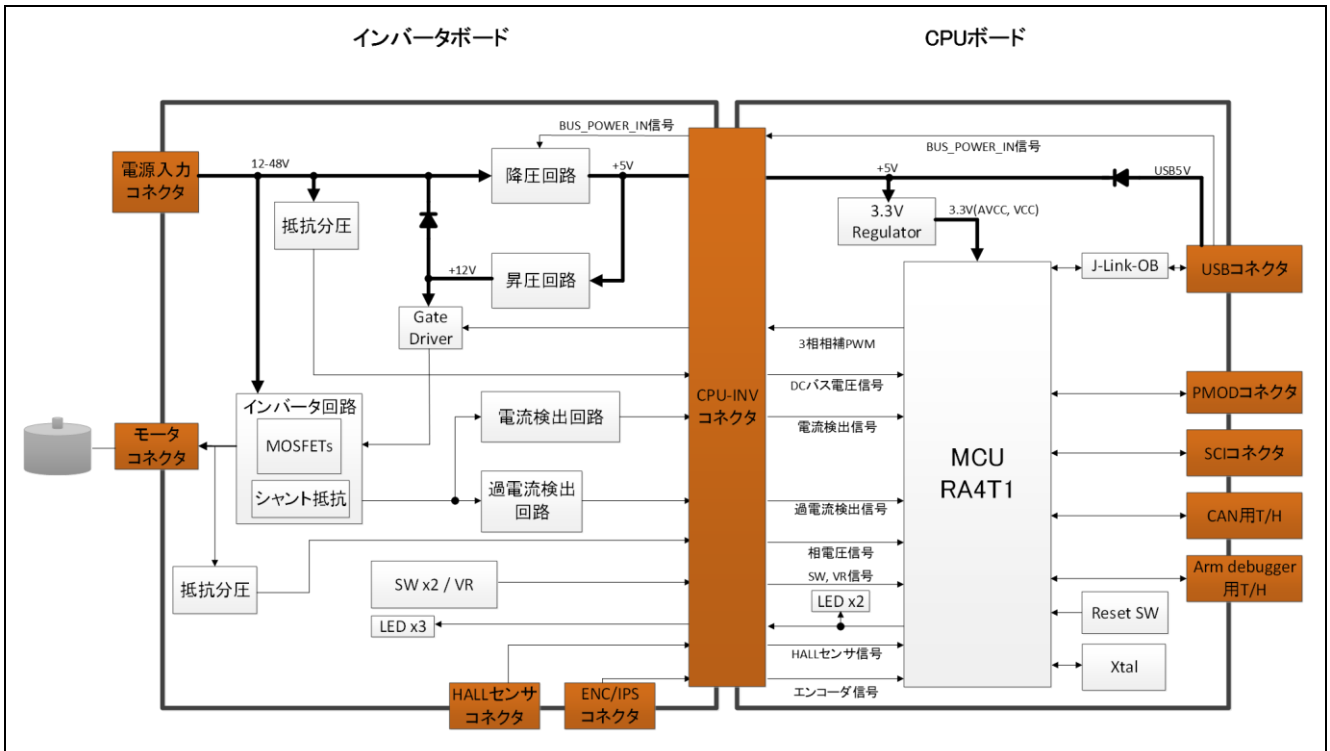 インバータボード
CPUボード
BUS_POWER_IN信号
BUS_POWER_IN信号
電源入力
コネクタ
12-48V
降圧回路
+5V
+5V
USB5V
抵抗分圧
3.3V
Regulator
3.3V(AVCC, VCC)
+12V
昇圧回路
J-Link-OB
USBコネクタ
Gate
Driver
3相相補PWM
DCバス電圧信号
CPU-INV
コネクタ
PMODコネクタ
インバータ回路
MOSFETs
シャント抵抗
電流検出回路
電流検出信号
モータ
コネクタ
MCU
RA4T1
SCIコネクタ
過電流検出
回路
過電流検出信号
CAN用T/H
相電圧信号
抵抗分圧
SW x2 / VR
SW, VR信号
Arm debugger
用T/H
LED x2
LED x3
Reset SW
HALLセンサ信号
Xtal
エンコーダ信号
HALLセンサ
コネクタ
ENC/IPS
コネクタ